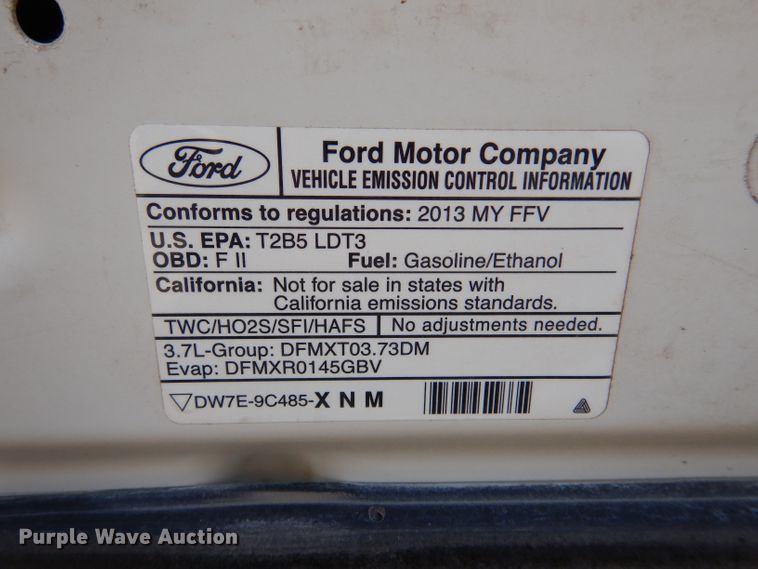 Ford
Ford Motor Company
VEHICLE EMISSION CONTROL INFORMATION
Conforms to regulations: 2013 MY FFV
U.S. EPA: T2B5 LDT3
OBD: F II Fuel: Gasoline/Ethanol
California: Not for sale in states with
California emissions standards.
TWC/HO2S/SFI/HAFS No adjustments needed.
3.7L-Group: DFMXT03.73DM
Evap: DFMXR0145GBV
DW7E-9C485-X N M
Purple Wave Auction